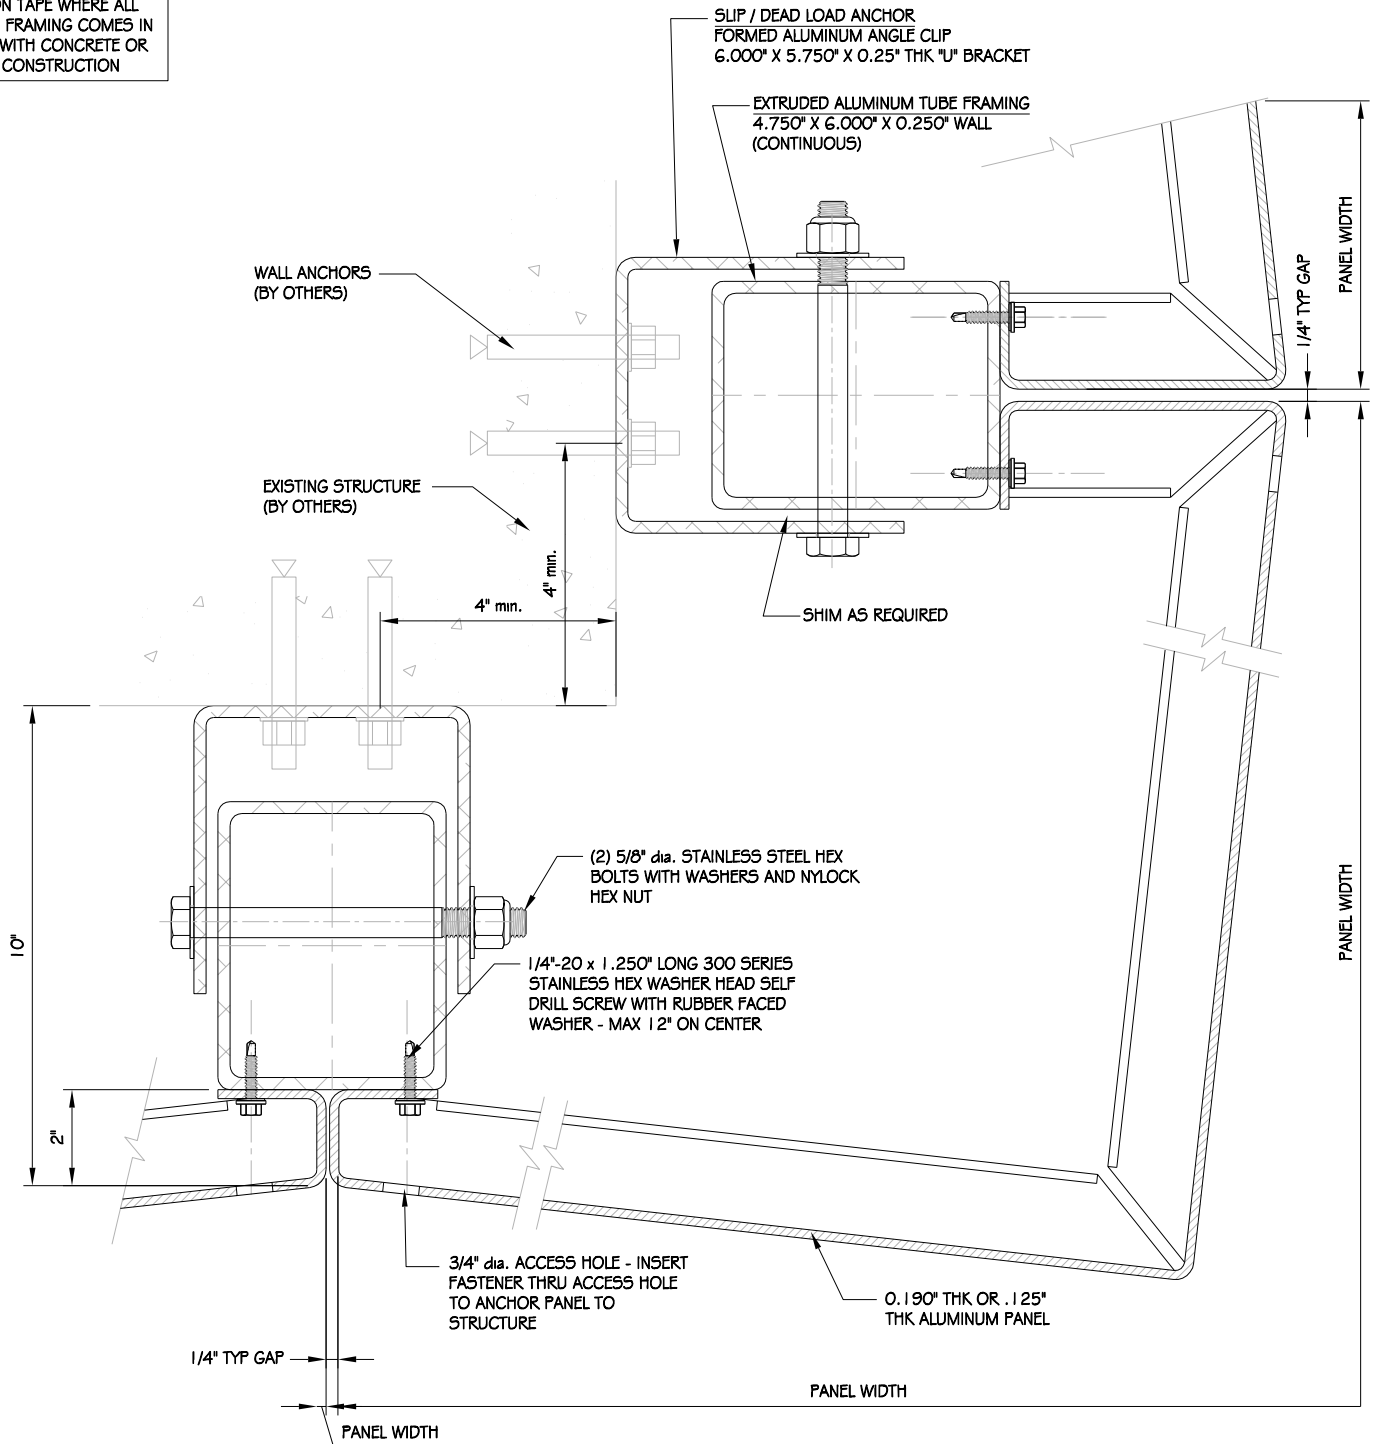 ON TAPE WHERE ALL
FRAMING COMES IN
WITH CONCRETE OR
CONSTRUCTION
SLIP / DEAD LOAD ANCHOR
FORMED ALUMINUM ANGLE CLIP
6.000" X 5.750" X 0.25" THK "U" BRACKET
EXTRUDED ALUMINUM TUBE FRAMING
4.750" X 6.000" X 0.250" WALL
(CONTINUOUS)
PANEL WIDTH
1/4" TYP GAP
WALL ANCHORS
(BY OTHERS)
EXISTING STRUCTURE
(BY OTHERS)
4" min.
4" min.
SHIM AS REQUIRED
10"
2"
(2) 5/8" dia. STAINLESS STEEL HEX
BOLTS WITH WASHERS AND NYLOCK
HEX NUT
1/4"-20 x 1.250" LONG 300 SERIES
STAINLESS HEX WASHER HEAD SELF
DRILL SCREW WITH RUBBER FACED
WASHER - MAX 12" ON CENTER
PANEL WIDTH
3/4" dia. ACCESS HOLE - INSERT
FASTENER THRU ACCESS HOLE
TO ANCHOR PANEL TO
STRUCTURE
0.190" THK OR .125"
THK ALUMINUM PANEL
1/4" TYP GAP
PANEL WIDTH
PANEL WIDTH